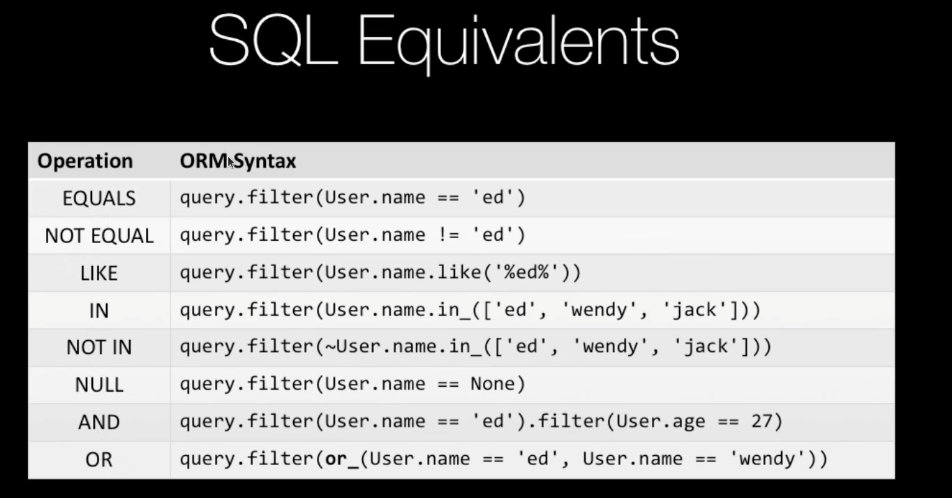 SQL Equivalents
Operation ORM Syntax
EQUALS query.filter(User.name == 'ed')
NOT EQUAL query.filter(User.name != 'ed')
LIKE query.filter(User.name.like('%ed%'))
IN query.filter(User.name.in_(['ed', 'wendy', 'jack']))
NOT IN query.filter(~User.name.in_(['ed', 'wendy', 'jack']))
NULL query.filter(User.name == None)
AND query.filter(User.name == 'ed').filter(User.age == 27)
OR query.filter(or_(User.name == 'ed', User.name == 'wendy'))